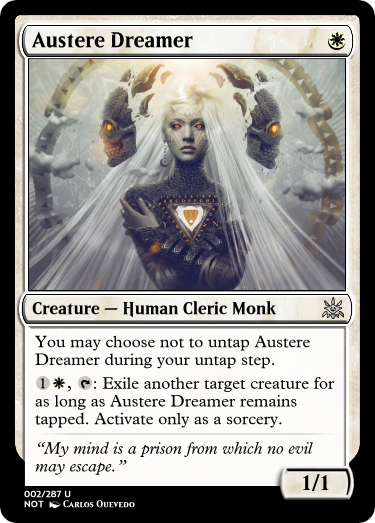 Austere Dreamer
Creature — Human Cleric Monk
You may choose not to untap Austere
Dreamer during your untap step.
1, : Exile another target creature for
as long as Austere Dreamer remains
tapped. Activate only as a sorcery.
“My mind is a prison from which no evil
may escape.”
1/1
002/287 U
NOT Carlos Quevedo